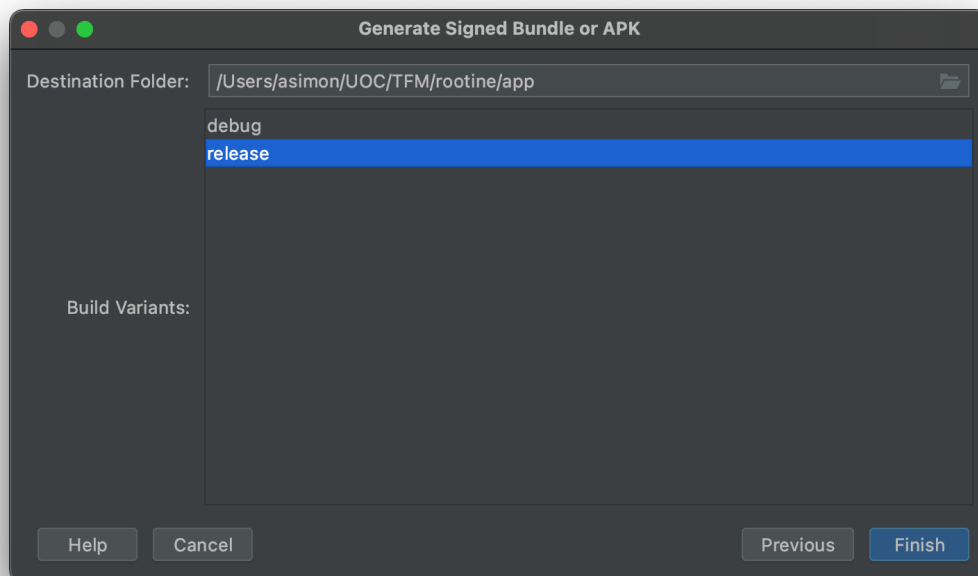 Generate Signed Bundle or APK
Destination Folder: /Users/asimon/UOC/TFM/rootine/app
debug
release
Build Variants:
Help Cancel Previous Finish